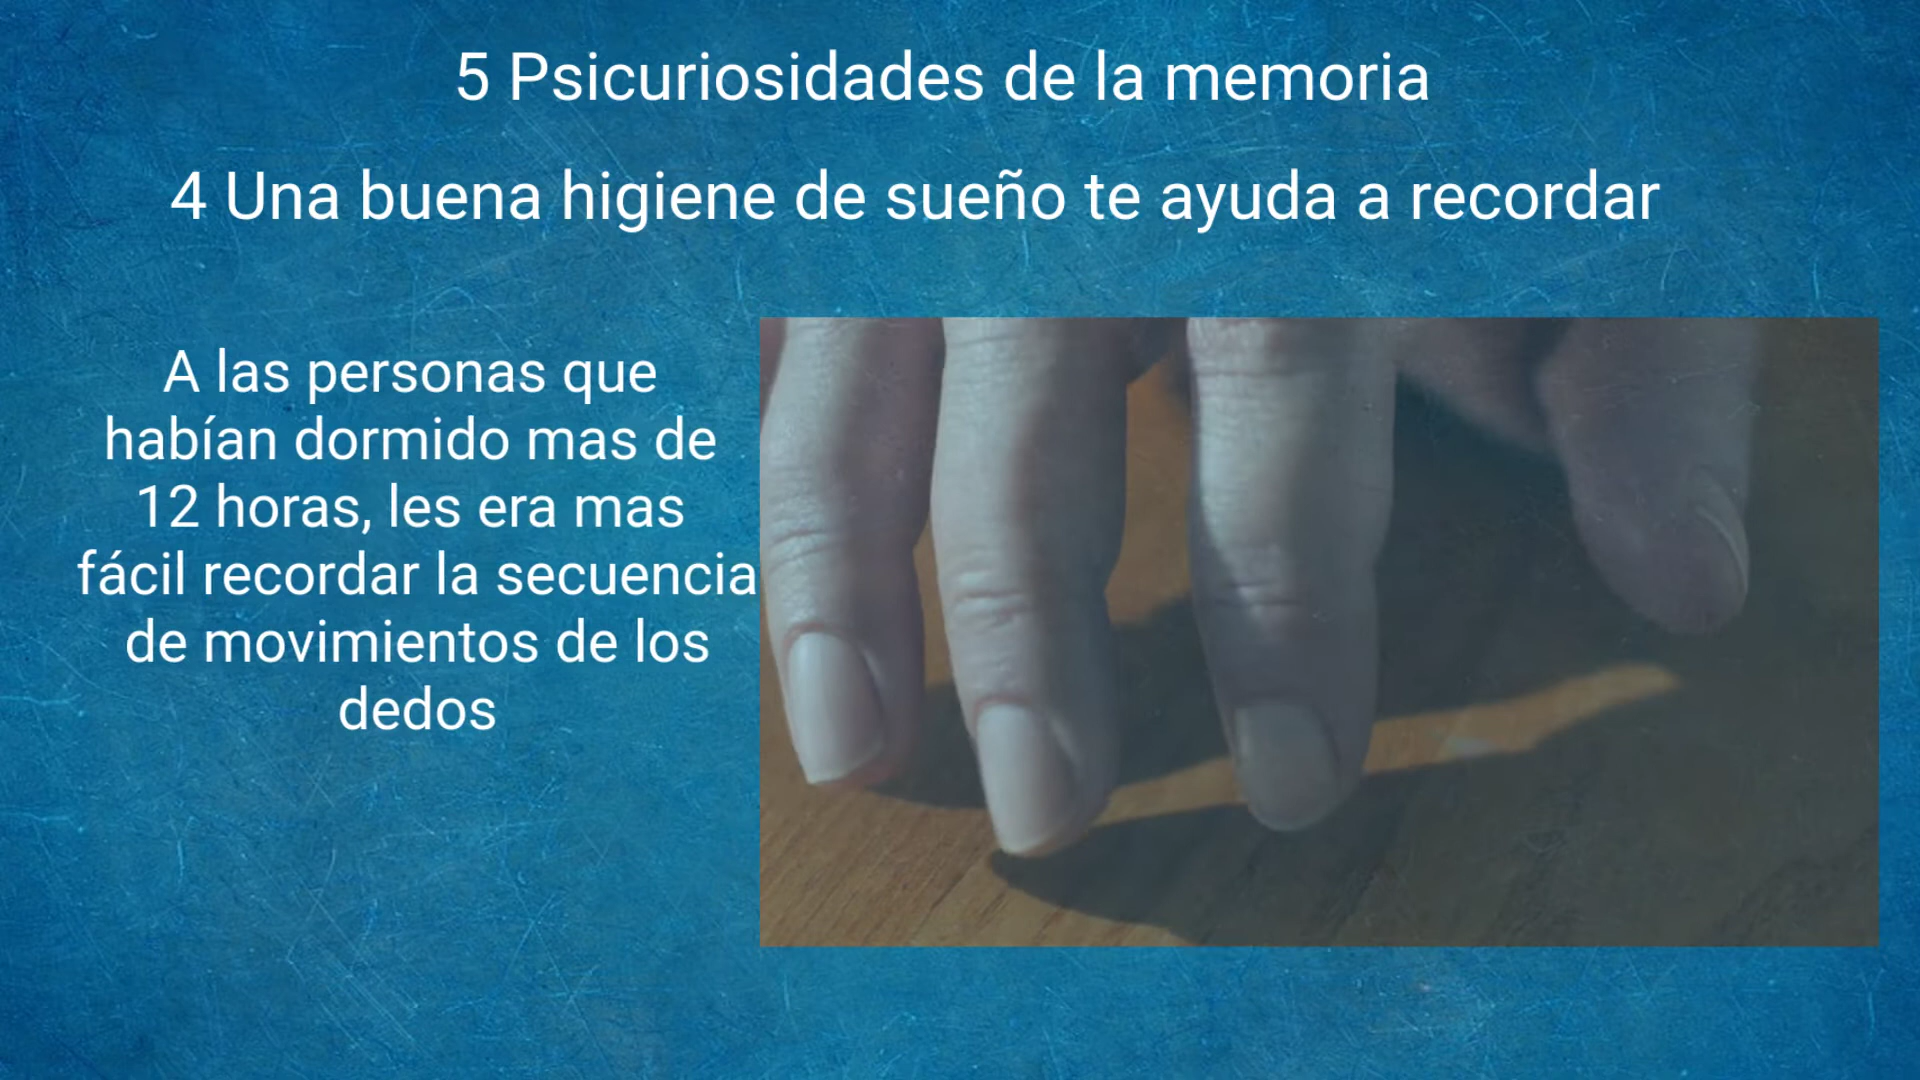 5 Psicuriosidades de la memoria
4 Una buena higiene de sueño te ayuda a recordar
A las personas que
habían dormido mas de
12 horas, les era mas
fácil recordar la secuencia
de movimientos de los
dedos